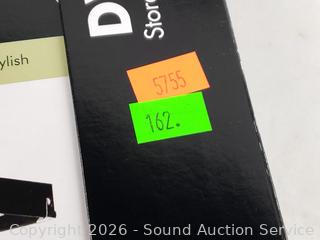 ylish
Stor
5755
162.
Copyright © 2026 - Sound Auction Service